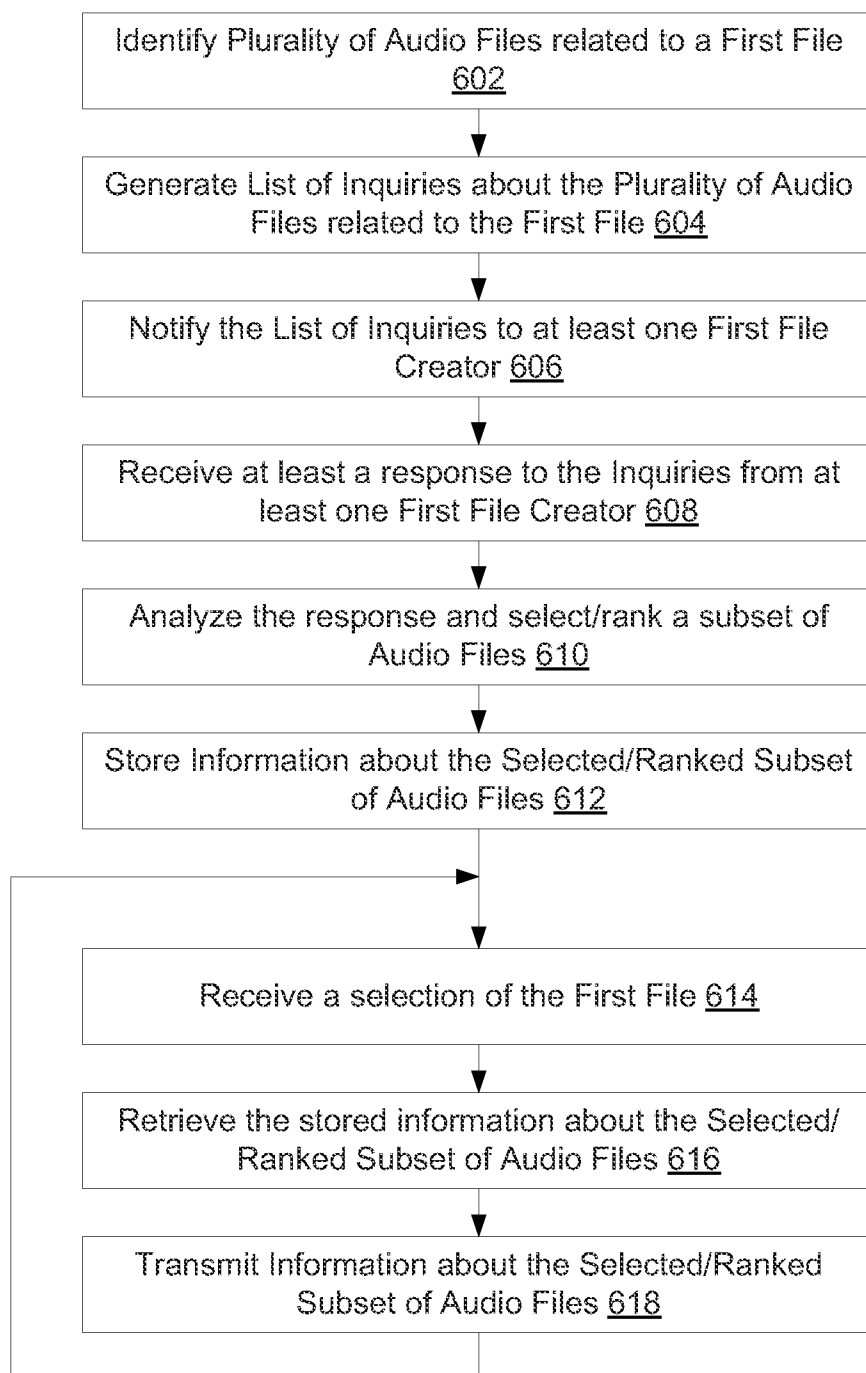 Identify Plurality of Audio Files related to a First File
602
Generate List of Inquiries about the Plurality of Audio
Files related to the First File 604
Notify the List of Inquiries to at least one First File
Creator 606
Receive at least a response to the Inquiries from at
least one First File Creator 608
Analyze the response and select/rank a subset of
Audio Files 610
Store Information about the Selected/Ranked Subset
of Audio Files 612
Receive a selection of the First File 614
Retrieve the stored information about the Selected/
Ranked Subset of Audio Files 616
Transmit Information about the Selected/Ranked
Subset of Audio Files 618